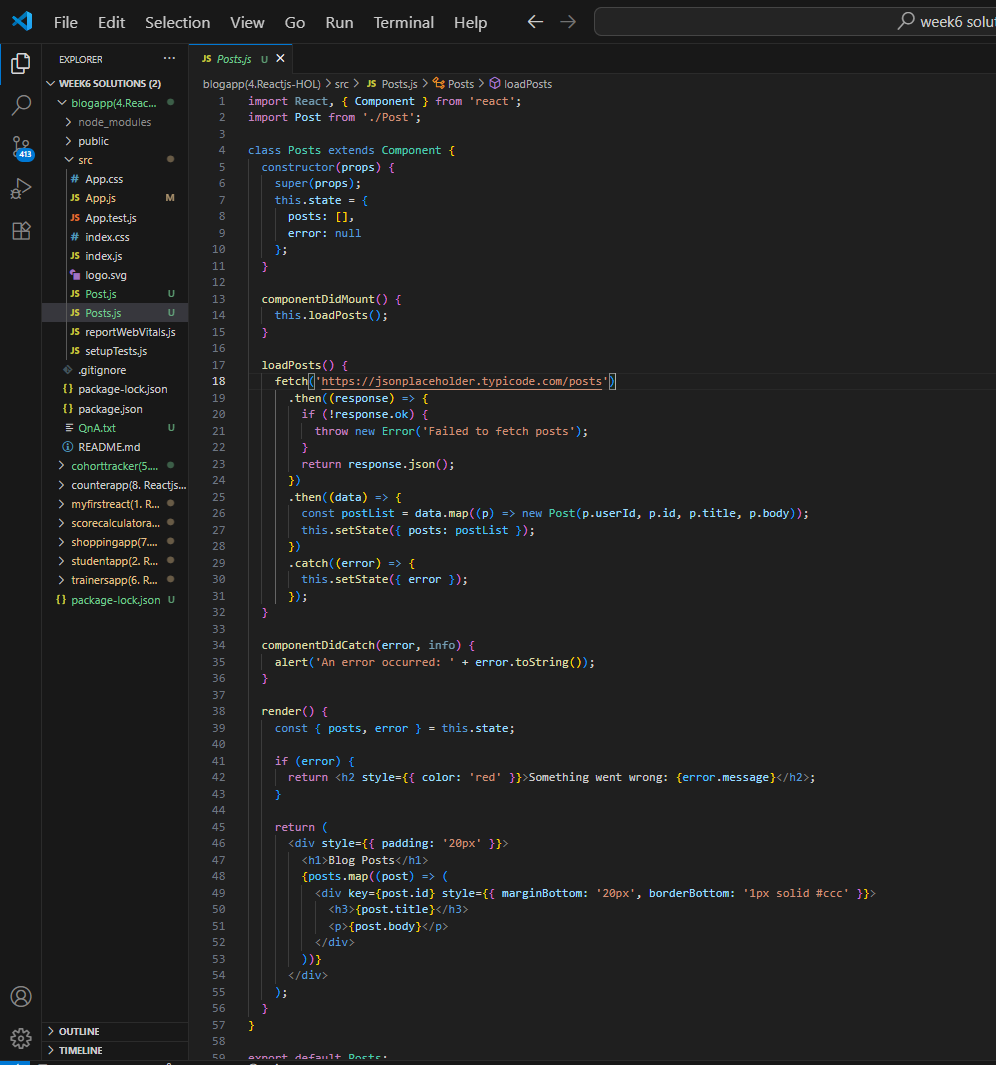 File Edit Selection View Go Run Terminal Help week6 solut
EXPLORER
WEEK6 SOLUTIONS (2)
blogapp(4.Reac...
node_modules
public
src
# App.css
JS App.js M
JS App.test.js
# index.css
JS index.js
logo.svg
JS Post.js U
JS Posts.js U
JS reportWebVitals.js
JS setupTests.js
.gitignore
{} package-lock.json
{} package.json
QnA.txt U
README.md
cohorttracker(5....
counterapp(8. Reactjs...
myfirstreact(1. R...
scorecalculatora...
shoppingapp(7....
studentapp(2. R...
trainersapp(6. R...
{} package-lock.json U
OUTLINE
TIMELINE
413
JS Posts.js U
blogapp(4.Reactjs-HOL) > src > JS Posts.js > Posts > loadPosts
1 import React, { Component } from 'react';
2 import Post from './Post';
3
4 class Posts extends Component {
5   constructor(props) {
6     super(props);
7     this.state = {
8       posts: [],
9       error: null
10     };
11   }
12
13   componentDidMount() {
14     this.loadPosts();
15   }
16
17   loadPosts() {
18     fetch('https://jsonplaceholder.typicode.com/posts')
19       .then((response) => {
20         if (!response.ok) {
21           throw new Error('Failed to fetch posts');
22         }
23         return response.json();
24       })
25       .then((data) => {
26         const postList = data.map((p) => new Post(p.userId, p.id, p.title, p.body));
27         this.setState({ posts: postList });
28       })
29       .catch((error) => {
30         this.setState({ error });
31       });
32   }
33
34   componentDidCatch(error, info) {
35     alert('An error occurred: ' + error.toString());
36   }
37
38   render() {
39     const { posts, error } = this.state;
40
41     if (error) {
42       return <h2 style={{ color: 'red' }}>Something went wrong: {error.message}</h2>;
43     }
44
45     return (
46       <div style={{ padding: '20px' }}>
47         <h1>Blog Posts</h1>
48         {posts.map((post) => (
49           <div key={post.id} style={{ marginBottom: '20px', borderBottom: '1px solid #ccc' }}>
50             <h3>{post.title}</h3>
51             <p>{post.body}</p>
52           </div>
53         ))}
54       </div>
55     );
56   }
57 }
58
59 export default Posts;